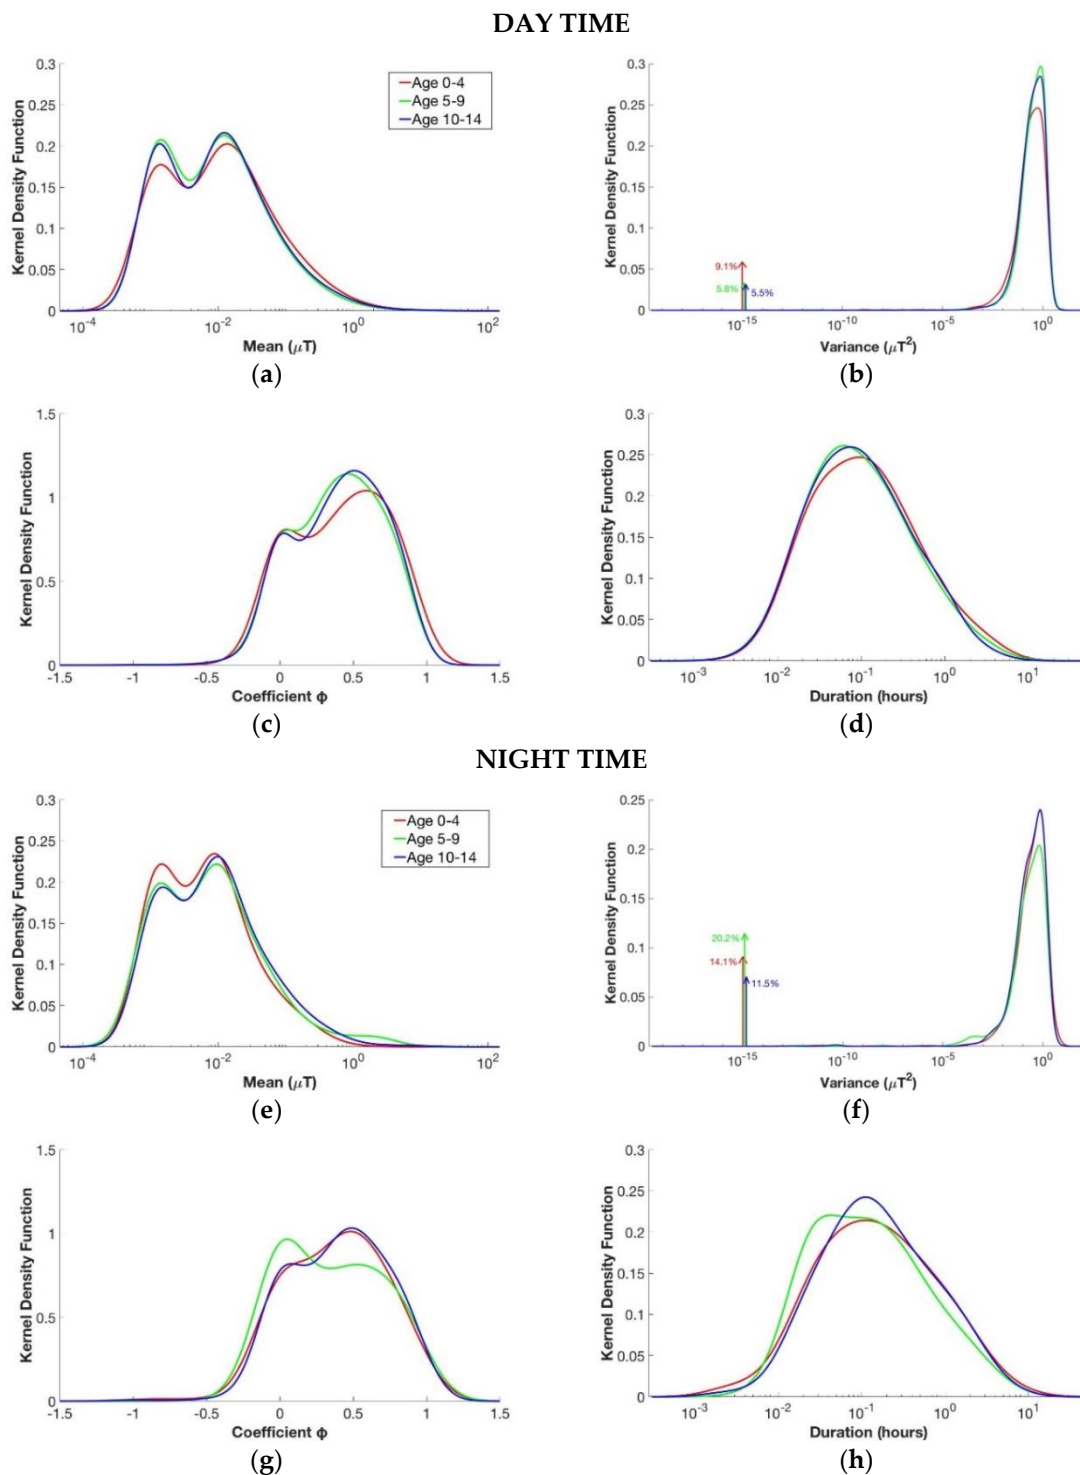 DAY TIME
0.3
0.25
0.2
0.15
0.1
0.05
0
Kernel Density Function
Age 0-4
Age 5-9
Age 10-14
10⁻⁴
10⁻²
10⁰
10²
Mean (μT)
(a)
0.3
0.25
0.2
0.15
0.1
0.05
0
Kernel Density Function
9.1%
5.8%
5.5%
10⁻¹⁵
10⁻¹⁰
10⁻⁵
10⁰
Variance (μT²)
(b)
1.5
1
0.5
0
Kernel Density Function
-1.5
-1
-0.5
0
0.5
1
1.5
Coefficient ϕ
(c)
0.3
0.25
0.2
0.15
0.1
0.05
0
Kernel Density Function
10⁻³
10⁻²
10⁻¹
10⁰
10¹
Duration (hours)
(d)
NIGHT TIME
0.3
0.25
0.2
0.15
0.1
0.05
0
Kernel Density Function
Age 0-4
Age 5-9
Age 10-14
10⁻⁴
10⁻²
10⁰
10²
Mean (μT)
(e)
0.25
0.2
0.15
0.1
0.05
0
Kernel Density Function
20.2%
14.1%
11.5%
10⁻¹⁵
10⁻¹⁰
10⁻⁵
10⁰
Variance (μT²)
(f)
1.5
1
0.5
0
Kernel Density Function
-1.5
-1
-0.5
0
0.5
1
1.5
Coefficient ϕ
(g)
0.3
0.25
0.2
0.15
0.1
0.05
0
Kernel Density Function
10⁻³
10⁻²
10⁻¹
10⁰
10¹
Duration (hours)
(h)